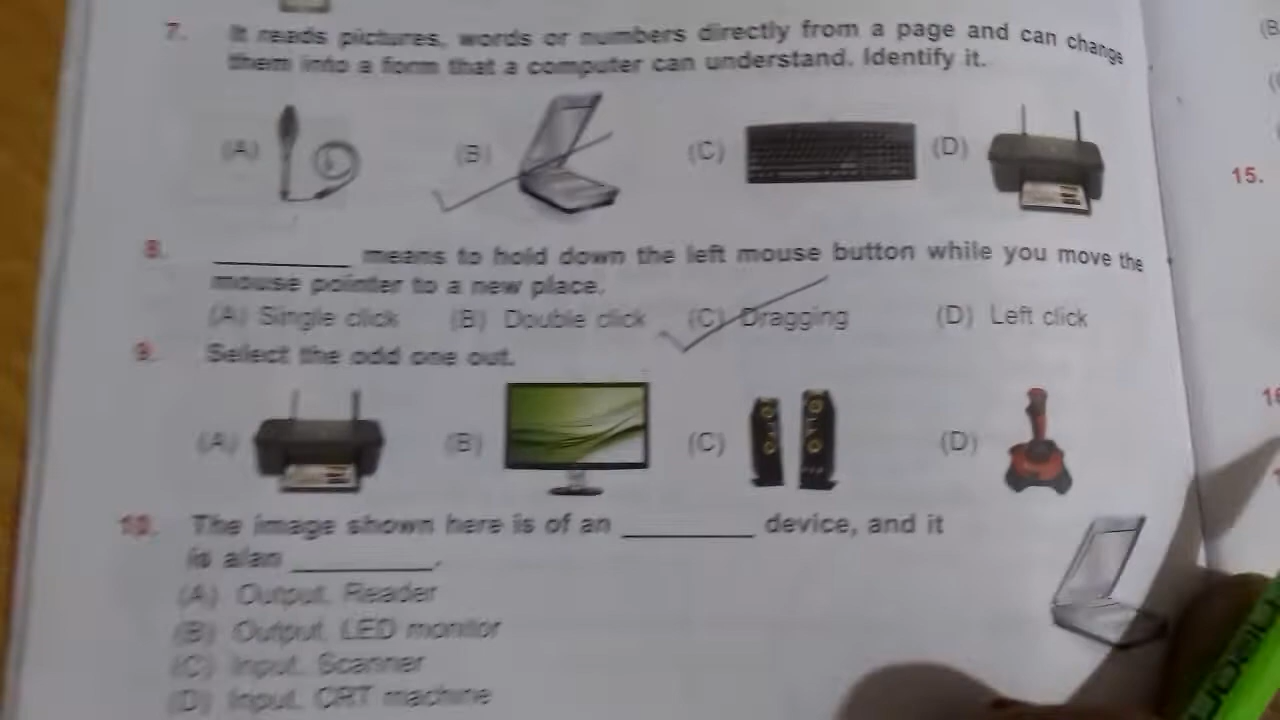 7. It reads pictures, words or numbers directly from a page and can change
them into a form that a computer can understand. Identify it.
(A) (B) (C) (D)
8. __________ means to hold down the left mouse button while you move the
mouse pointer to a new place.
(A) Single click (B) Double click (C) Dragging (D) Left click
9. Select the odd one out.
(A) (B) (C) (D)
10. The image shown here is of an __________ device, and it
is a/an __________.
(A) Output, Reader
(B) Output, LED monitor
(C) Input, Scanner
(D) Input, CRT machine
15.